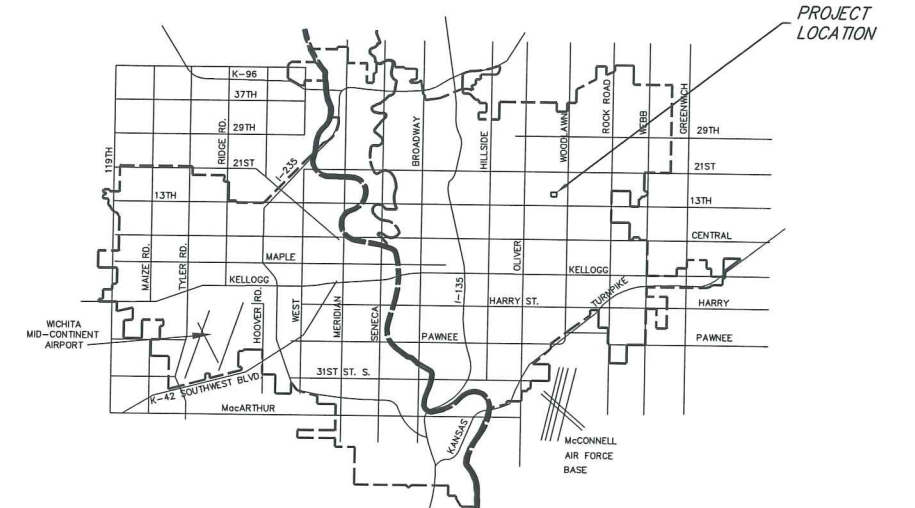 PROJECT
LOCATION
K-96
37TH
29TH
21ST
119TH
RIDGE RD.
I-235
BROADWAY
HILLSIDE
WOODLAWN
ROCK ROAD
WEBB
GREENWICH
29TH
21ST
13TH
13TH
CENTRAL
MAIZE RD.
TYLER RD.
MAPLE
KELLOGG
OLIVER
KELLOGG
HOOVER RD.
WEST
MERIDIAN
SENECA
I-135
HARRY ST.
TURNPIKE
HARRY
WICHITA
MID-CONTINENT
AIRPORT
PAWNEE
PAWNEE
31ST ST. S.
K-42 SOUTHWEST BLVD.
MacARTHUR
KANSAS
McCONNELL
AIR FORCE
BASE